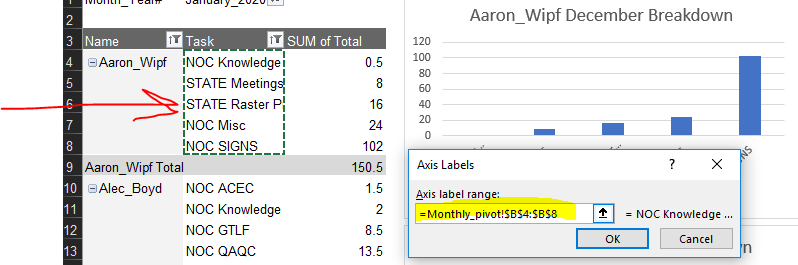 1 Month_Year# January_2020
2
3 Name Task SUM of Total
4 Aaron_Wipf NOC Knowledge 0.5
5 STATE Meetings 8
6 STATE Raster P 16
7 NOC Misc 24
8 NOC SIGNS 102
9 Aaron_Wipf Total 150.5
10 Alec_Boyd NOC ACEC 1.5
11 NOC Knowledge 2
12 NOC GTLF 8.5
13 NOC QAQC 13.5
Aaron_Wipf December Breakdown
120
100
80
60
40
20
0
Axis Labels ? ×
Axis label range:
=Monthly_pivot!$B$4:$B$8 = NOC Knowledge ...
OK Cancel